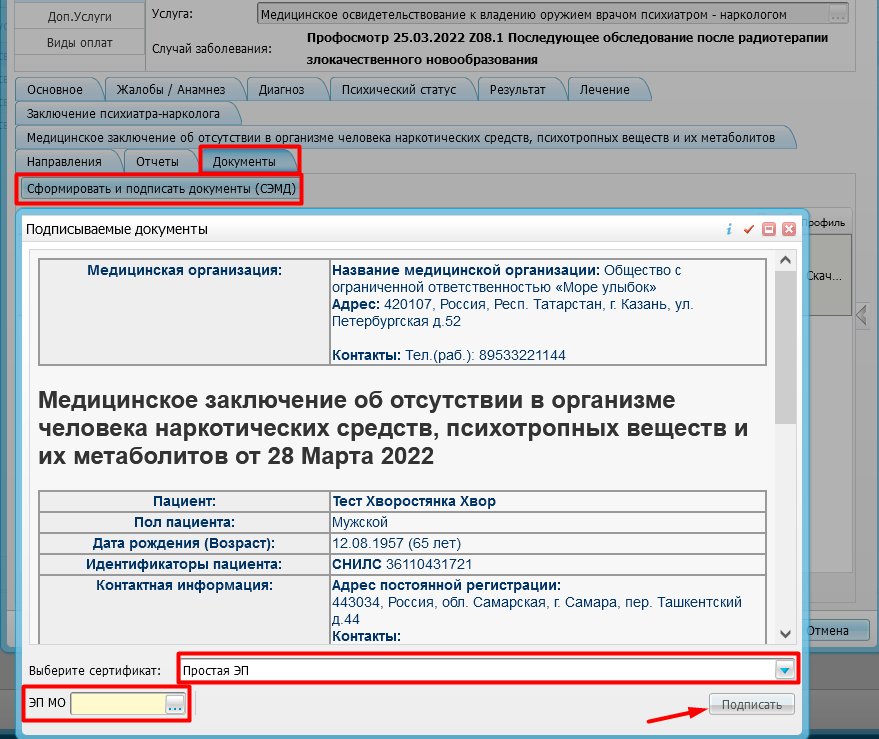 Доп.Услуги
Виды оплат
Услуга:
Медицинское освидетельствование к владению оружием врачом психиатром - наркологом
...
Случай заболевания:
Профосмотр 25.03.2022 Z08.1 Последующее обследование после радиотерапии
злокачественного новообразования
Основное
Жалобы / Анамнез
Диагноз
Психический статус
Результат
Лечение
Заключение психиатра-нарколога
Медицинское заключение об отсутствии в организме человека наркотических средств, психотропных веществ и их метаболитов
Направления
Отчеты
Документы
Сформировать и подписать документы (СЭМД)
Подписываемые документы
i
рофиль
Скач...
Медицинская организация:
Название медицинской организации: Общество с
ограниченной ответственностью «Море улыбок»
Адрес: 420107, Россия, Респ. Татарстан, г. Казань, ул.
Петербургская д.52
Контакты: Тел.(раб.): 89533221144
Медицинское заключение об отсутствии в организме
человека наркотических средств, психотропных веществ и
их метаболитов от 28 Марта 2022
Пациент:
Тест Хворостянка Хвор
Пол пациента:
Мужской
Дата рождения (Возраст):
12.08.1957 (65 лет)
Идентификаторы пациента:
СНИЛС 36110431721
Контактная информация:
Адрес постоянной регистрации:
443034, Россия, обл. Самарская, г. Самара, пер. Ташкентский
д.44
Контакты:
Отмена
Выберите сертификат:
Простая ЭП
ЭП МО
...
Подписать